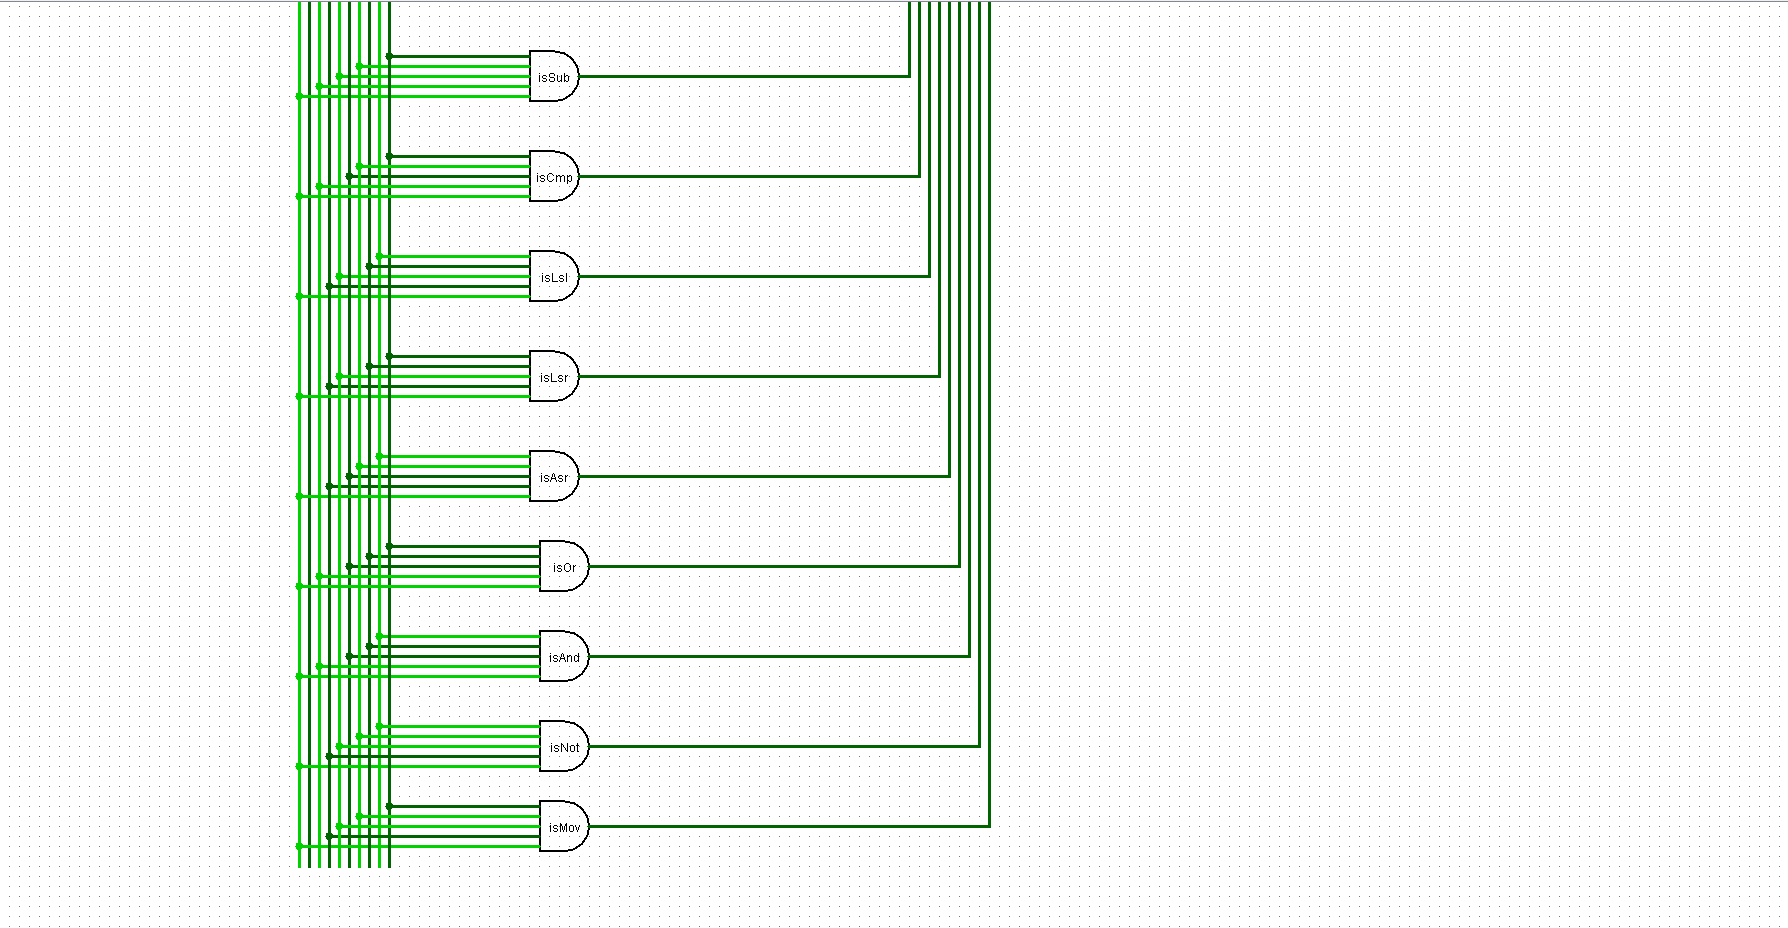 isSub
isCmp
isLsl
isLsr
isAsr
isOr
isAnd
isNot
isMov